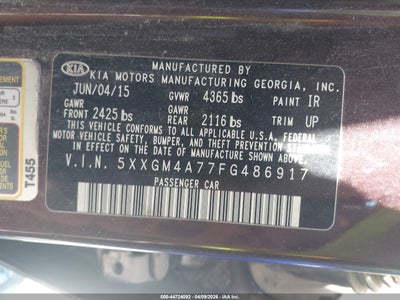 MANUFACTURED BY
KIA KIA MOTORS MANUFACTURING GEORGIA, INC.
JUN/04/15 GVWR 4365 lbs PAINT IR
GAWR GAWR
FRONT 2425 lbs REAR 2116 lbs TRIM UP
THIS VEHICLE CONFORMS TO ALL APPLICABLE U.S.A. FEDERAL
MOTOR VEHICLE SAFETY, BUMPER, AND THEFT PREVENTION STANDARDS
IN EFFECT ON THE DATE OF MANUFACTURE SHOWN ABOVE.
V.I.N. 5XXGM4A77FG486917
PASSENGER CAR
T455
000-44734092 - 04/09/2026 - IAA, Inc.